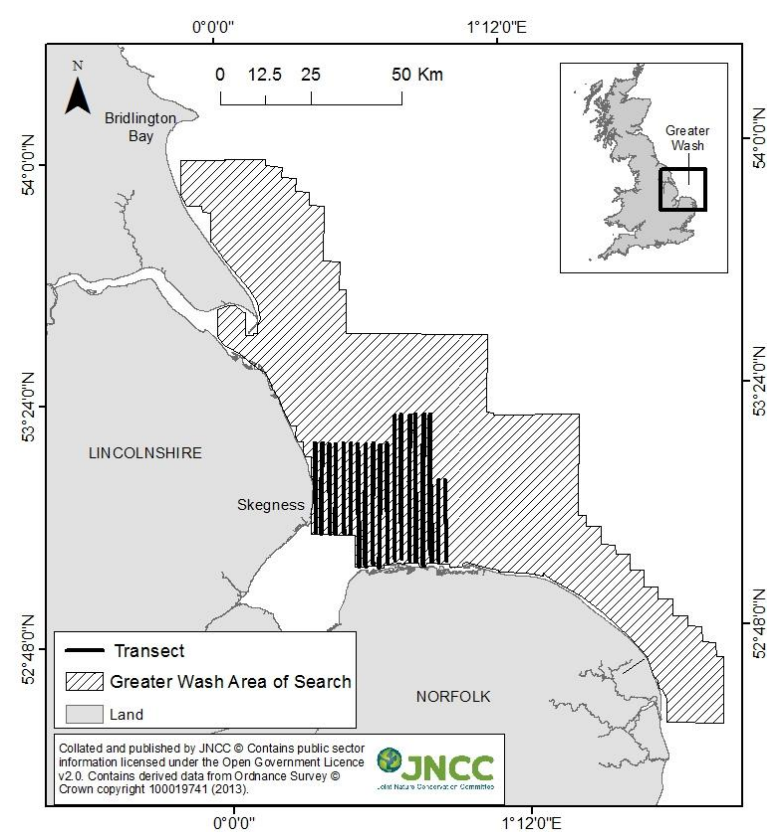 0°0'0"
1°12'0"E
N
0 12.5 25 50 Km
Bridlington
Bay
Greater
Wash
54°0'0"N
54°0'0"N
53°24'0"N
53°24'0"N
LINCOLNSHIRE
Skegness
52°48'0"N
52°48'0"N
Transect
Greater Wash Area of Search
Land
NORFOLK
Collated and published by JNCC © Contains public sector
information licensed under the Open Government Licence
v2.0. Contains derived data from Ordnance Survey ©
Crown copyright 100019741 (2013).
JNCC
Joint Nature Conservation Committee
0°0'0"
1°12'0"E